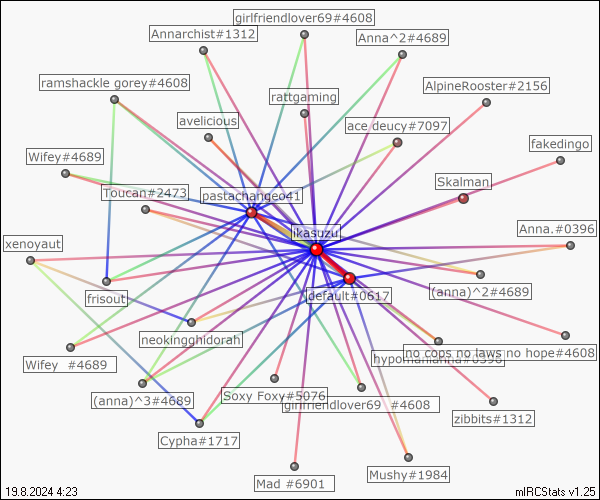 girlfriendlover69#4608
Annarchist#1312
Anna^2#4689
ramshackle gorey#4608
AlpineRooster#2156
rattgaming
avelicious
ace deucy#7097
fakedingo
Wifey#4689
Toucan#2473
Skalman
pastachangeo41
ikasuzu
Anna.#0396
xenoyaut
default#0617
(anna)^2#4689
frisout
neokingghidorah
no cops no laws no hope#4608
Wifey #4689
Soxy Foxy#5076
(anna)^3#4689
girlfriendlover69 #4608
zibbits#1312
Cypha#1717
Mushy#1984
Mad #6901
19.8.2024 4:23
mIRCStats v1.25